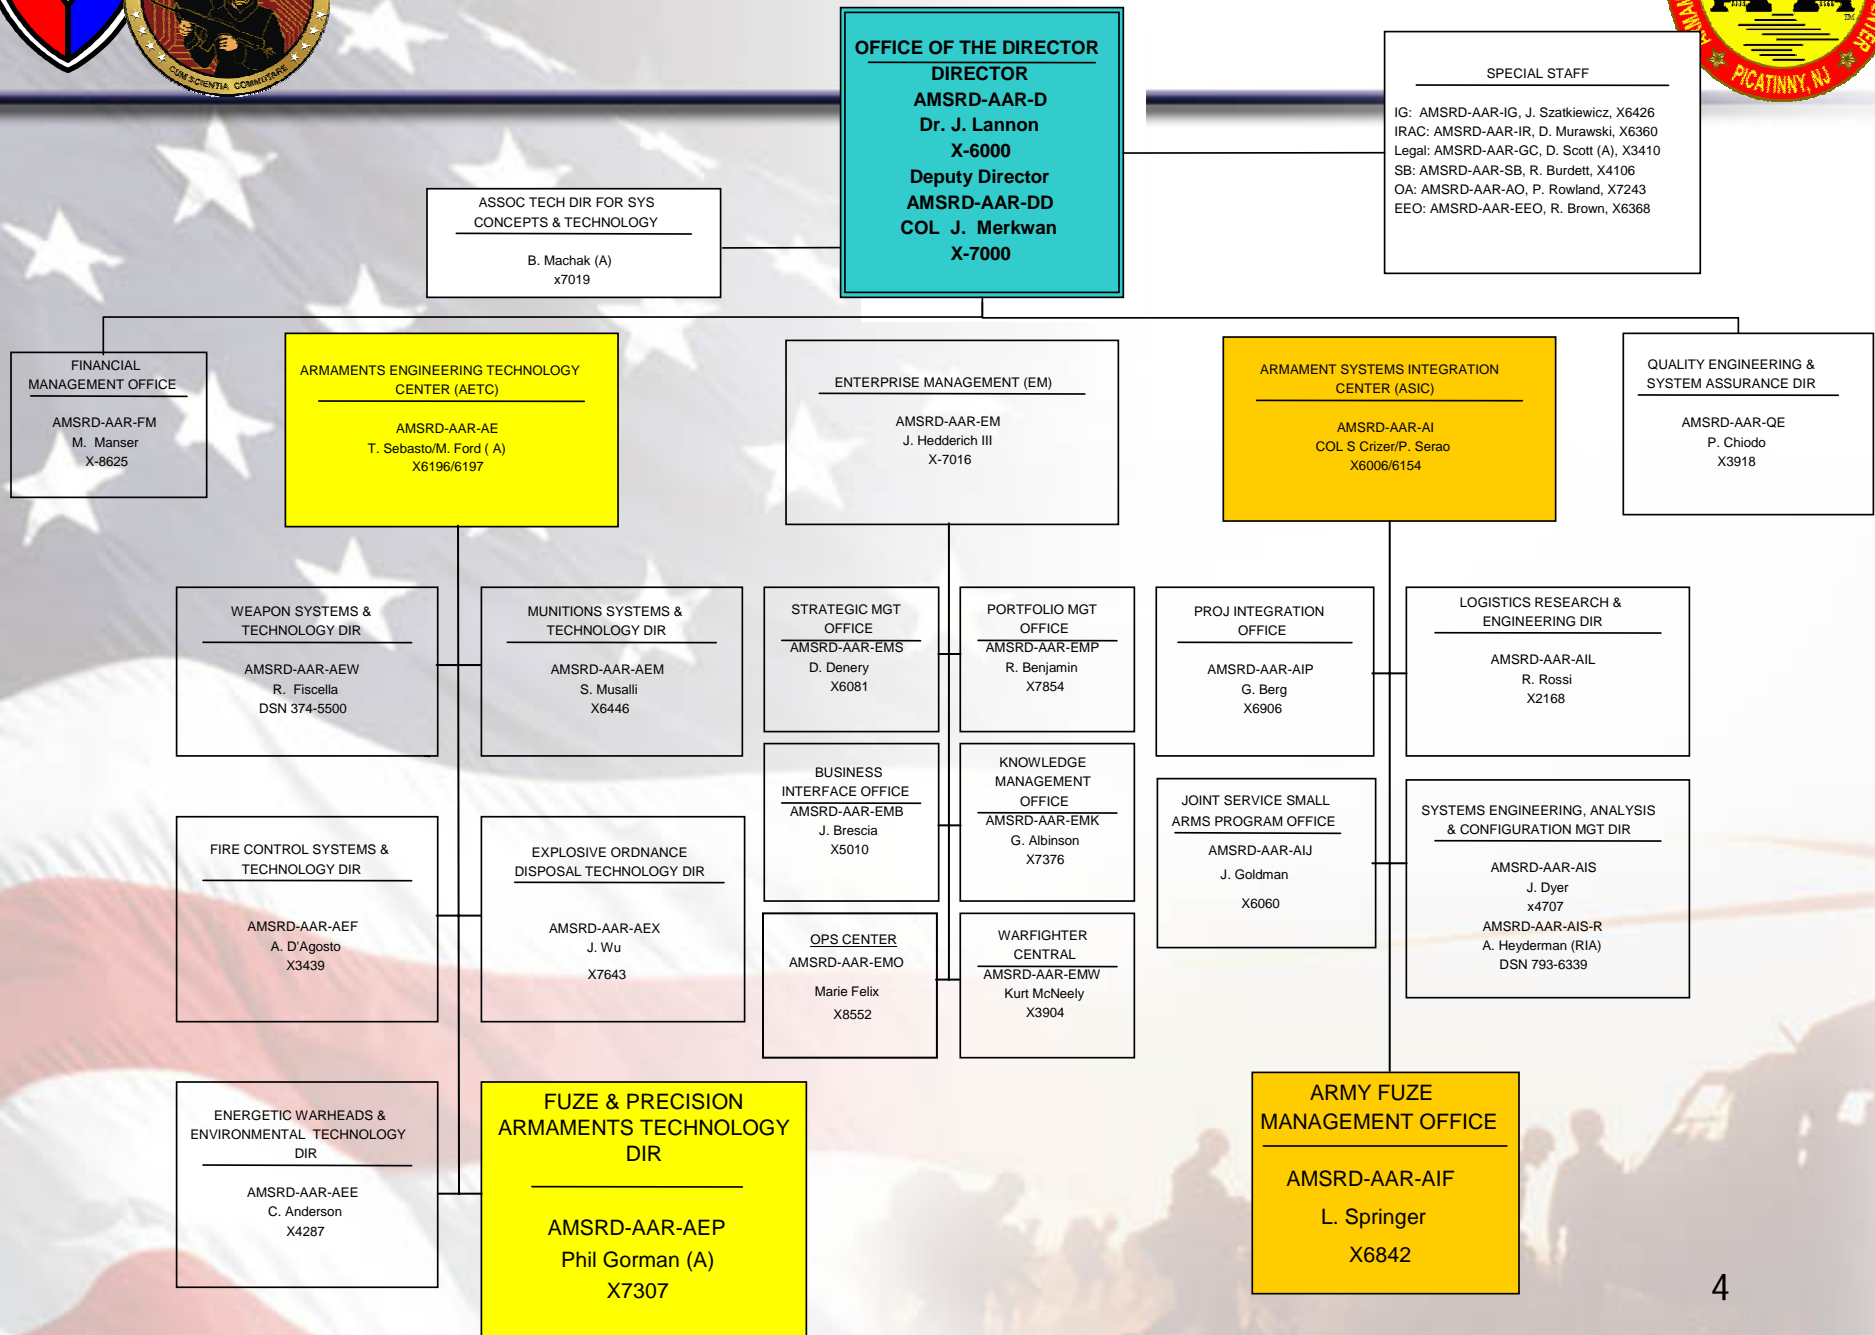 CUM SCIENTIA COMMUTARE
PICATINNY, NJ
OFFICE OF THE DIRECTOR
DIRECTOR
AMSRD-AAR-D
Dr. J. Lannon
X-6000
Deputy Director
AMSRD-AAR-DD
COL J. Merkwan
X-7000
SPECIAL STAFF
IG: AMSRD-AAR-IG, J. Szatkiewicz, X6426
IRAC: AMSRD-AAR-IR, D. Murawski, X6360
Legal: AMSRD-AAR-GC, D. Scott (A), X3410
SB: AMSRD-AAR-SB, R. Burdett, X4106
OA: AMSRD-AAR-AO, P. Rowland, X7243
EEO: AMSRD-AAR-EEO, R. Brown, X6368
ASSOC TECH DIR FOR SYS
CONCEPTS & TECHNOLOGY
B. Machak (A)
x7019
FINANCIAL
MANAGEMENT OFFICE
AMSRD-AAR-FM
M. Manser
X-8625
ARMAMENTS ENGINEERING TECHNOLOGY
CENTER (AETC)
AMSRD-AAR-AE
T. Sebasto/M. Ford ( A)
X6196/6197
ENTERPRISE MANAGEMENT (EM)
AMSRD-AAR-EM
J. Hedderich III
X-7016
ARMAMENT SYSTEMS INTEGRATION
CENTER (ASIC)
AMSRD-AAR-AI
COL S Crizer/P. Serao
X6006/6154
QUALITY ENGINEERING &
SYSTEM ASSURANCE DIR
AMSRD-AAR-QE
P. Chiodo
X3918
WEAPON SYSTEMS &
TECHNOLOGY DIR
AMSRD-AAR-AEW
R. Fiscella
DSN 374-5500
MUNITIONS SYSTEMS &
TECHNOLOGY DIR
AMSRD-AAR-AEM
S. Musalli
X6446
STRATEGIC MGT
OFFICE
AMSRD-AAR-EMS
D. Denery
X6081
PORTFOLIO MGT
OFFICE
AMSRD-AAR-EMP
R. Benjamin
X7854
PROJ INTEGRATION
OFFICE
AMSRD-AAR-AIP
G. Berg
X6906
LOGISTICS RESEARCH &
ENGINEERING DIR
AMSRD-AAR-AIL
R. Rossi
X2168
BUSINESS
INTERFACE OFFICE
AMSRD-AAR-EMB
J. Brescia
X5010
KNOWLEDGE
MANAGEMENT
OFFICE
AMSRD-AAR-EMK
G. Albinson
X7376
JOINT SERVICE SMALL
ARMS PROGRAM OFFICE
AMSRD-AAR-AIJ
J. Goldman
X6060
SYSTEMS ENGINEERING, ANALYSIS
& CONFIGURATION MGT DIR
AMSRD-AAR-AIS
J. Dyer
x4707
AMSRD-AAR-AIS-R
A. Heyderman (RIA)
DSN 793-6339
FIRE CONTROL SYSTEMS &
TECHNOLOGY DIR
AMSRD-AAR-AEF
A. D'Agosto
X3439
EXPLOSIVE ORDNANCE
DISPOSAL TECHNOLOGY DIR
AMSRD-AAR-AEX
J. Wu
X7643
OPS CENTER
AMSRD-AAR-EMO
Marie Felix
X8552
WARFIGHTER
CENTRAL
AMSRD-AAR-EMW
Kurt McNeely
X3904
ENERGETIC WARHEADS &
ENVIRONMENTAL TECHNOLOGY
DIR
AMSRD-AAR-AEE
C. Anderson
X4287
FUZE & PRECISION
ARMAMENTS TECHNOLOGY
DIR
AMSRD-AAR-AEP
Phil Gorman (A)
X7307
ARMY FUZE
MANAGEMENT OFFICE
AMSRD-AAR-AIF
L. Springer
X6842
4